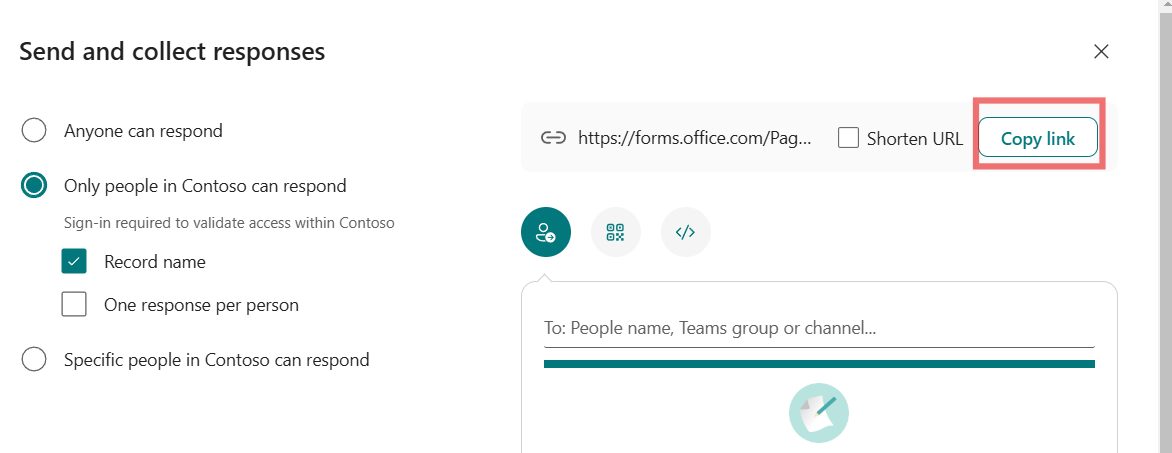 Send and collect responses
Anyone can respond
Only people in Contoso can respond
Sign-in required to validate access within Contoso
Record name
One response per person
Specific people in Contoso can respond
https://forms.office.com/Pag...
Shorten URL
Copy link
To: People name, Teams group or channel...